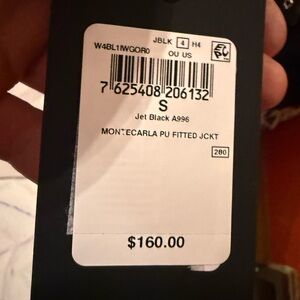 JBLK 4 H4
W4BL1IWGOR0 OU US
7 625408 206132
S
Jet Black A996
MONTECARLA PU FITTED JCKT
280
$160.00